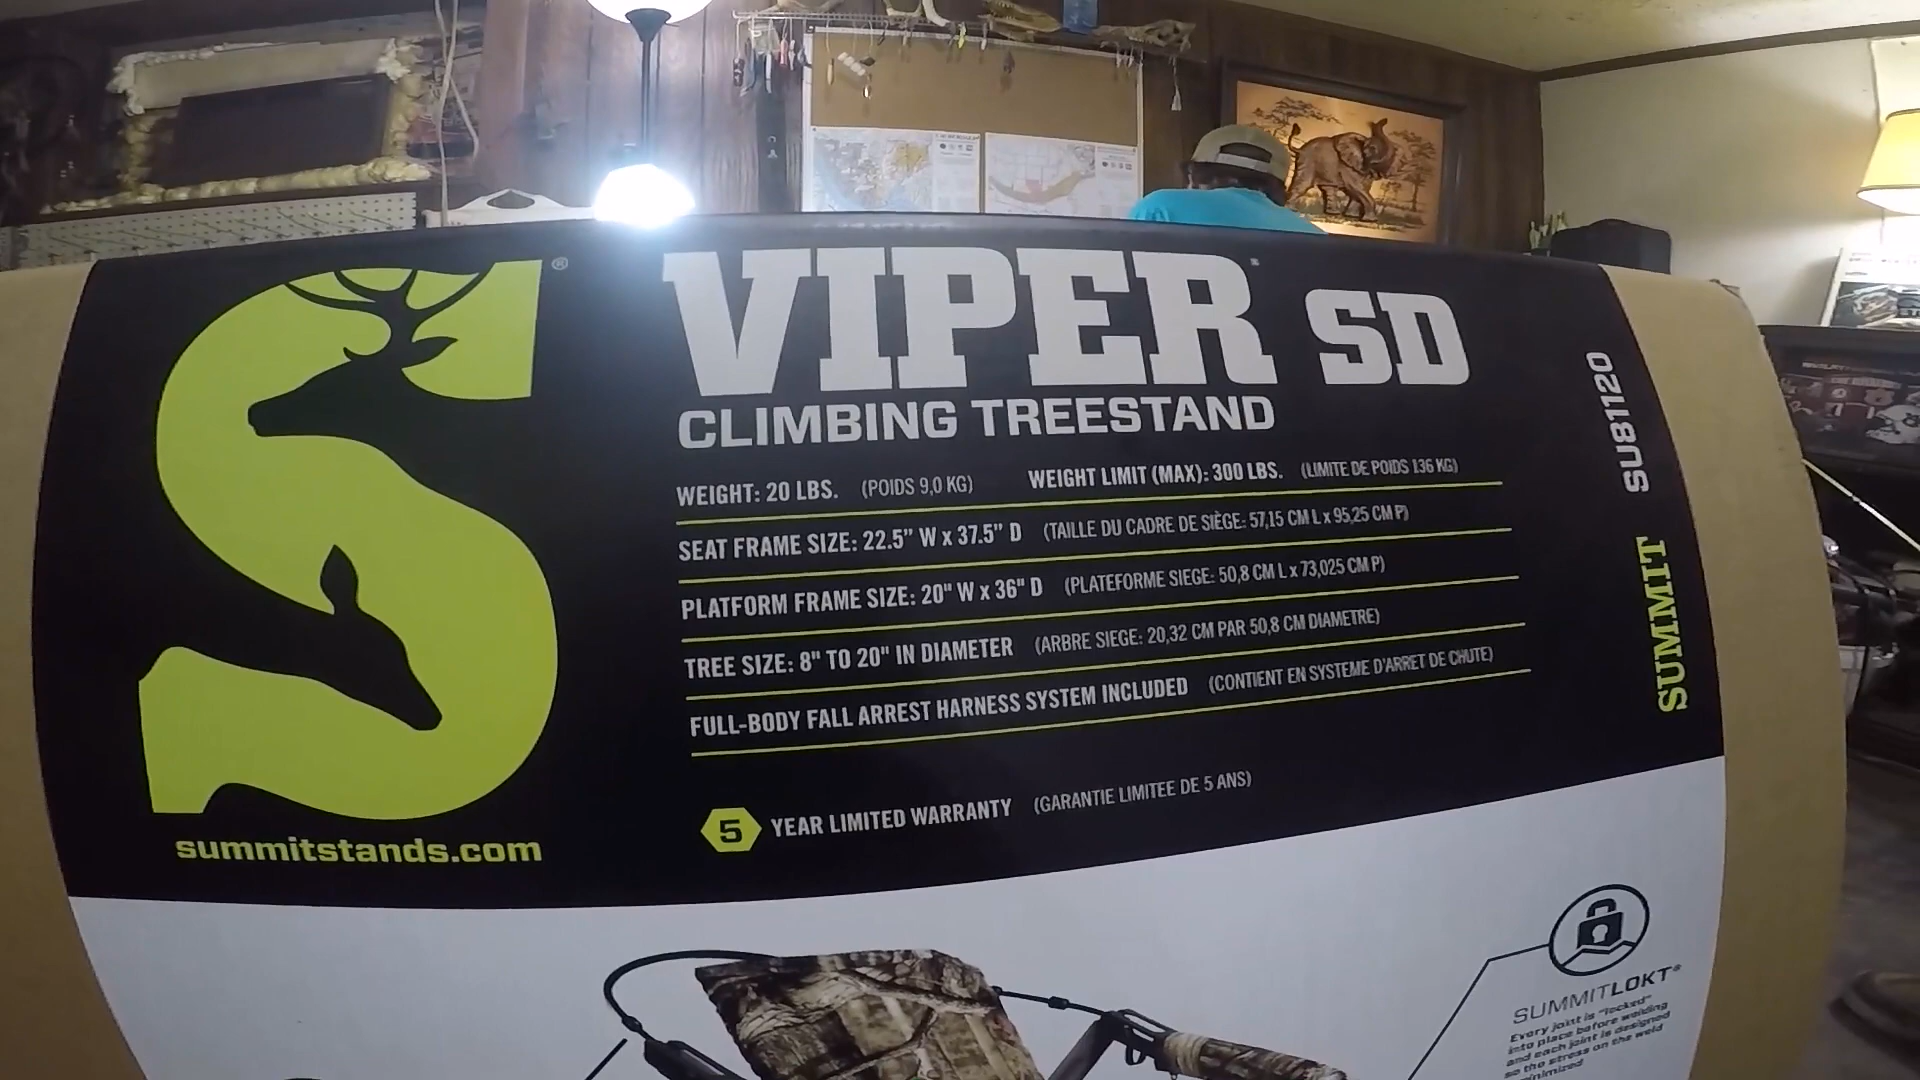 VIPER SD
CLIMBING TREESTAND
WEIGHT: 20 LBS. (POIDS 9,0 KG) WEIGHT LIMIT (MAX): 300 LBS. (LIMITE DE POIDS 136 KG)
SEAT FRAME SIZE: 22.5" W x 37.5" D (TAILLE DU CADRE DE SIÈGE: 57,15 CM L x 95,25 CM P)
PLATFORM FRAME SIZE: 20" W x 36" D (PLATEFORME SIEGE: 50,8 CM L x 73,025 CM P)
TREE SIZE: 8" TO 20" IN DIAMETER (ARBRE SIEGE: 20,32 CM PAR 50,8 CM DIAMETRE)
FULL-BODY FALL ARREST HARNESS SYSTEM INCLUDED (CONTIENT EN SYSTEME D'ARRET DE CHUTE)
5 YEAR LIMITED WARRANTY (GARANTIE LIMITEE DE 5 ANS)
®
summitstands.com
SUMMIT SU81120
SUMMITLOKT®
Every joint is "locked"
into place before welding
and each joint is designed
so the stress on the weld
minimized